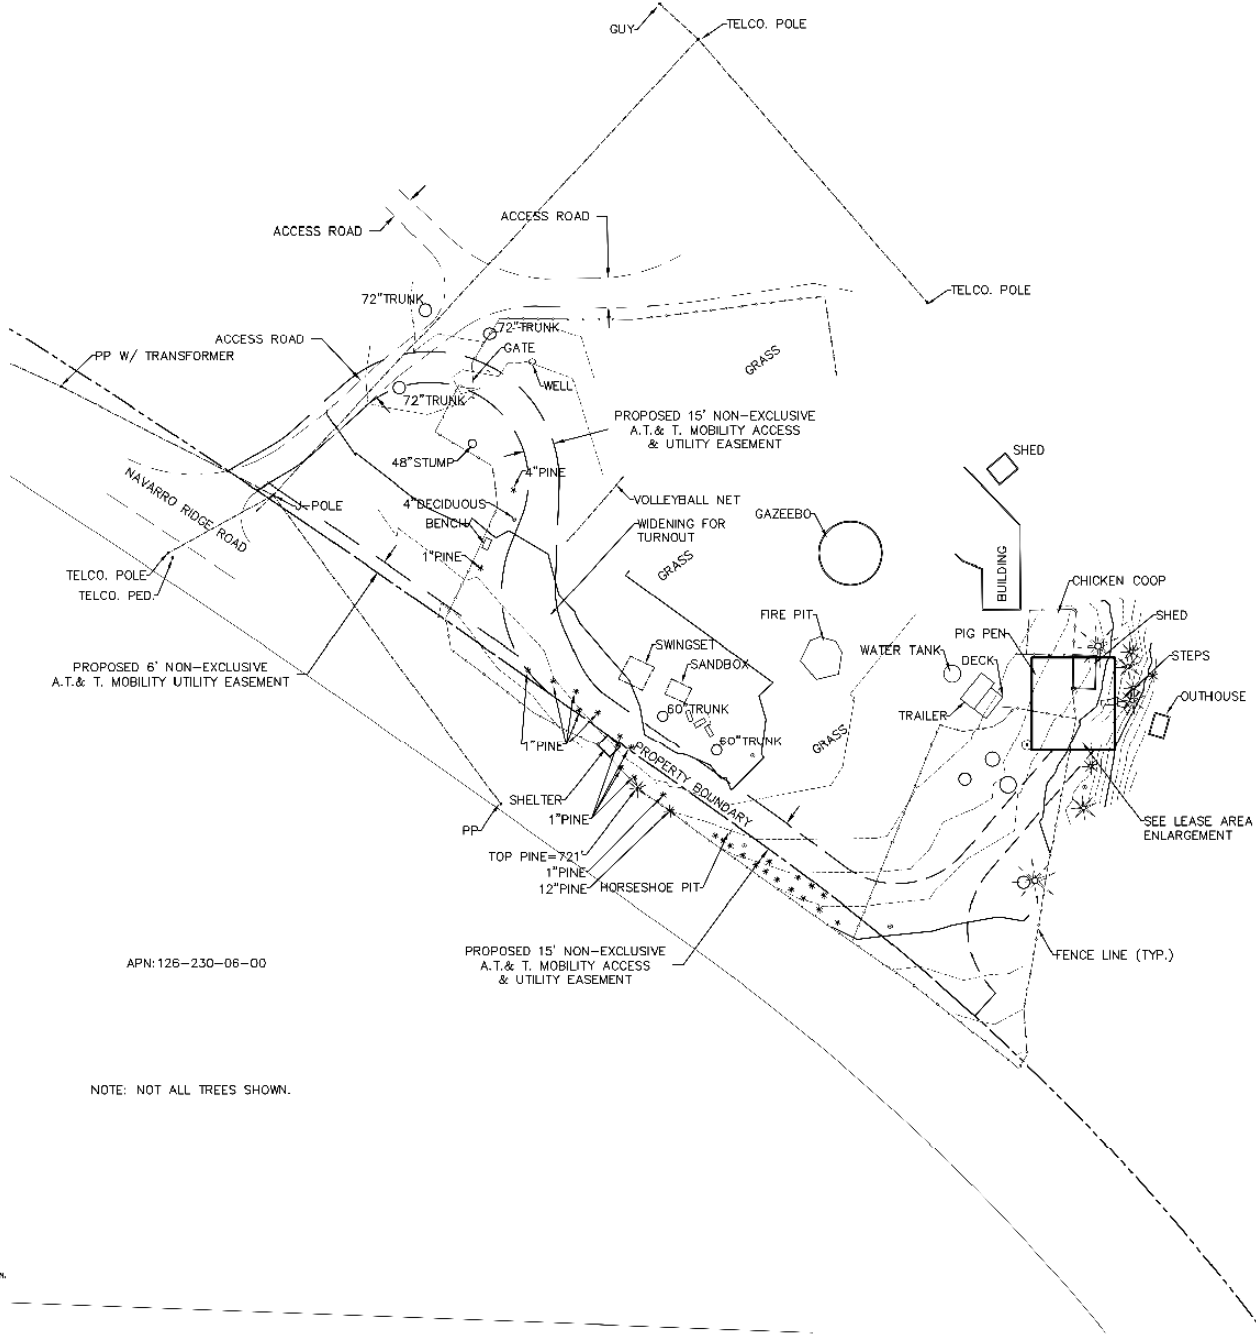 GUY
TELCO. POLE
ACCESS ROAD
ACCESS ROAD
TELCO. POLE
72"TRUNK
72"TRUNK
ACCESS ROAD
GATE
PP W/ TRANSFORMER
GRASS
WELL
72"TRUNK
PROPOSED 15' NON-EXCLUSIVE
A.T.& T. MOBILITY ACCESS
& UTILITY EASEMENT
SHED
48"STUMP
4"PINE
NAVARRO RIDGE ROAD
VOLLEYBALL NET
J-POLE
4"DECIDUOUS
GAZEEBO
BENCH
WIDENING FOR
TURNOUT
1"PINE
GRASS
BUILDING
TELCO. POLE
CHICKEN COOP
TELCO. PED.
FIRE PIT
SHED
PIG PEN
SWINGSET
WATER TANK
STEPS
PROPOSED 6' NON-EXCLUSIVE
A.T.& T. MOBILITY UTILITY EASEMENT
SANDBOX
DECK
OUTHOUSE
60"TRUNK
TRAILER
1"PINE
60"TRUNK
GRASS
PROPERTY BOUNDARY
SHELTER
1"PINE
PP
SEE LEASE AREA
ENLARGEMENT
TOP PINE=721'
1"PINE
12"PINE
HORSESHOE PIT
PROPOSED 15' NON-EXCLUSIVE
A.T.& T. MOBILITY ACCESS
& UTILITY EASEMENT
FENCE LINE (TYP.)
APN: 126-230-06-00
NOTE: NOT ALL TREES SHOWN.